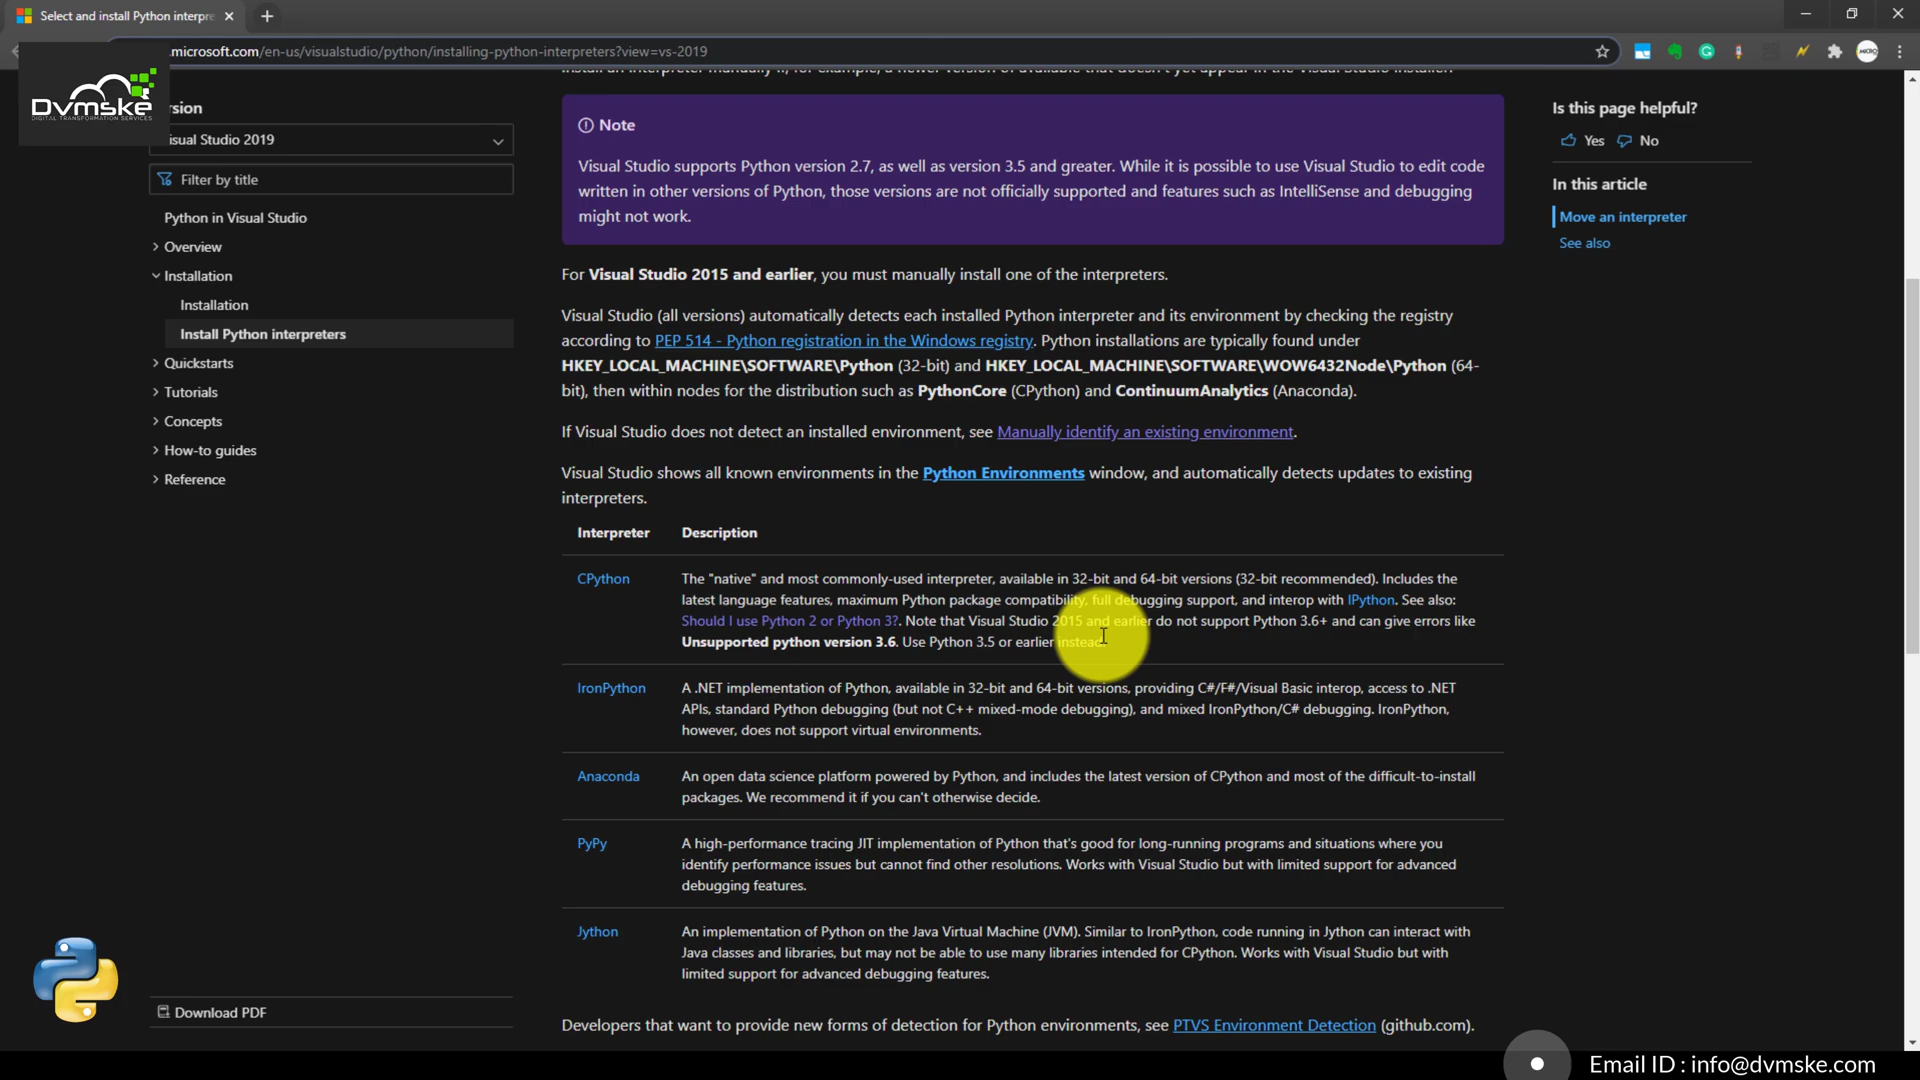 Select and install Python interpre
.microsoft.com/en-us/visualstudio/python/installing-python-interpreters?view=vs-2019
Dvmske
DIGITAL TRANSFORMATION SERVICES
rsion
isual Studio 2019
Filter by title
Python in Visual Studio
Overview
Installation
Installation
Install Python interpreters
Quickstarts
Tutorials
Concepts
How-to guides
Reference
Download PDF
install an interpreter manually if, for example, a newer version of available that doesn't yet appear in the Visual Studio installer.
Note
Visual Studio supports Python version 2.7, as well as version 3.5 and greater. While it is possible to use Visual Studio to edit code
written in other versions of Python, those versions are not officially supported and features such as IntelliSense and debugging
might not work.
For Visual Studio 2015 and earlier, you must manually install one of the interpreters.
Visual Studio (all versions) automatically detects each installed Python interpreter and its environment by checking the registry
according to PEP 514 - Python registration in the Windows registry. Python installations are typically found under
HKEY_LOCAL_MACHINE\SOFTWARE\Python (32-bit) and HKEY_LOCAL_MACHINE\SOFTWARE\WOW6432Node\Python (64-
bit), then within nodes for the distribution such as PythonCore (CPython) and ContinuumAnalytics (Anaconda).
If Visual Studio does not detect an installed environment, see Manually identify an existing environment.
Visual Studio shows all known environments in the Python Environments window, and automatically detects updates to existing
interpreters.
Interpreter Description
CPython The "native" and most commonly-used interpreter, available in 32-bit and 64-bit versions (32-bit recommended). Includes the
latest language features, maximum Python package compatibility, full debugging support, and interop with IPython. See also:
Should I use Python 2 or Python 3?. Note that Visual Studio 2015 and earlier do not support Python 3.6+ and can give errors like
Unsupported python version 3.6. Use Python 3.5 or earlier instead.
IronPython A .NET implementation of Python, available in 32-bit and 64-bit versions, providing C#/F#/Visual Basic interop, access to .NET
APIs, standard Python debugging (but not C++ mixed-mode debugging), and mixed IronPython/C# debugging. IronPython,
however, does not support virtual environments.
Anaconda An open data science platform powered by Python, and includes the latest version of CPython and most of the difficult-to-install
packages. We recommend it if you can't otherwise decide.
PyPy A high-performance tracing JIT implementation of Python that's good for long-running programs and situations where you
identify performance issues but cannot find other resolutions. Works with Visual Studio but with limited support for advanced
debugging features.
Jython An implementation of Python on the Java Virtual Machine (JVM). Similar to IronPython, code running in Jython can interact with
Java classes and libraries, but may not be able to use many libraries intended for CPython. Works with Visual Studio but with
limited support for advanced debugging features.
Developers that want to provide new forms of detection for Python environments, see PTVS Environment Detection (github.com).
Is this page helpful?
Yes No
In this article
Move an interpreter
See also
Email ID : info@dvmske.com